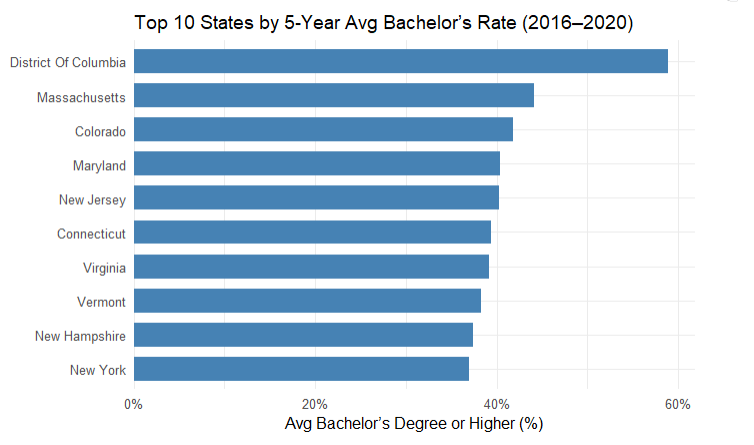 Top 10 States by 5-Year Avg Bachelor’s Rate (2016–2020)
District Of Columbia
Massachusetts
Colorado
Maryland
New Jersey
Connecticut
Virginia
Vermont
New Hampshire
New York
0% 20% 40% 60%
Avg Bachelor’s Degree or Higher (%)